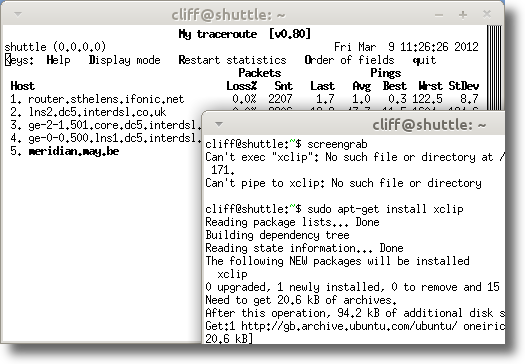 cliff@shuttle: ~
My traceroute  [v0.80]
shuttle (0.0.0.0) Fri Mar  9 11:26:26 2012
Keys:  Help   Display mode   Restart statistics   Order of fields   quit
Packets Pings
Host Loss% Snt Last Avg Best Wrst StDev
1. router.sthelens.ifonic.net 0.0% 2207 1.7 1.0 0.3 122.5 8.7
2. lns2.dc5.interdsl.co.uk
3. ge-2-1.501.core.dc5.interdsl.
4. ge-0-0.500.lns1.dc5.interdsl.
5. meridian.may.be
cliff@shuttle: ~
cliff@shuttle:~$ screengrab
Can't exec "xclip": No such file or directory at /
171.
Can't pipe to xclip: No such file or directory
cliff@shuttle:~$ sudo apt-get install xclip
Reading package lists... Done
Building dependency tree
Reading state information... Done
The following NEW packages will be installed
xclip
0 upgraded, 1 newly installed, 0 to remove and 15
Need to get 20.6 kB of archives.
After this operation, 94.2 kB of additional disk s
Get:1 http://gb.archive.ubuntu.com/ubuntu/ oneiric
20.6 kB]